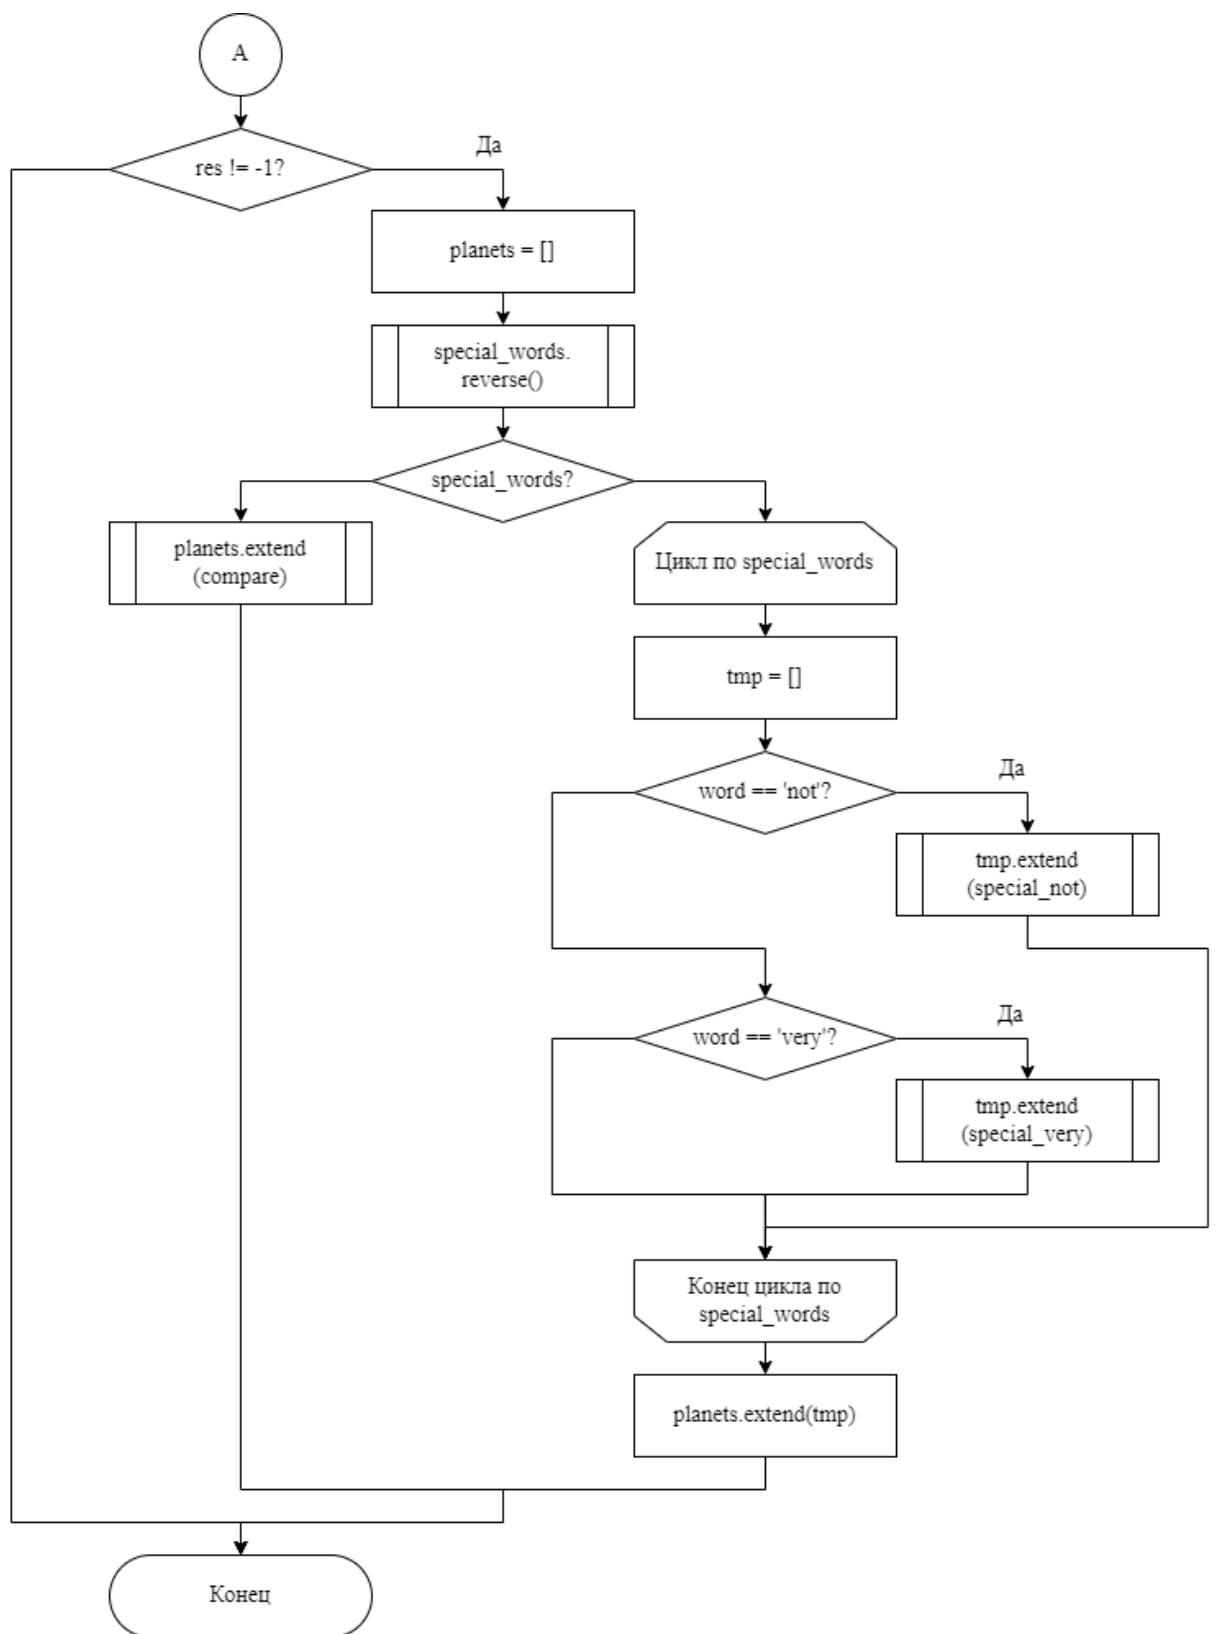 А
res != -1?
Да
planets = []
special_words.
reverse()
special_words?
planets.extend
(compare)
Цикл по special_words
tmp = []
word == 'not'?
Да
tmp.extend
(special_not)
word == 'very'?
Да
tmp.extend
(special_very)
Конец цикла по
special_words
planets.extend(tmp)
Конец